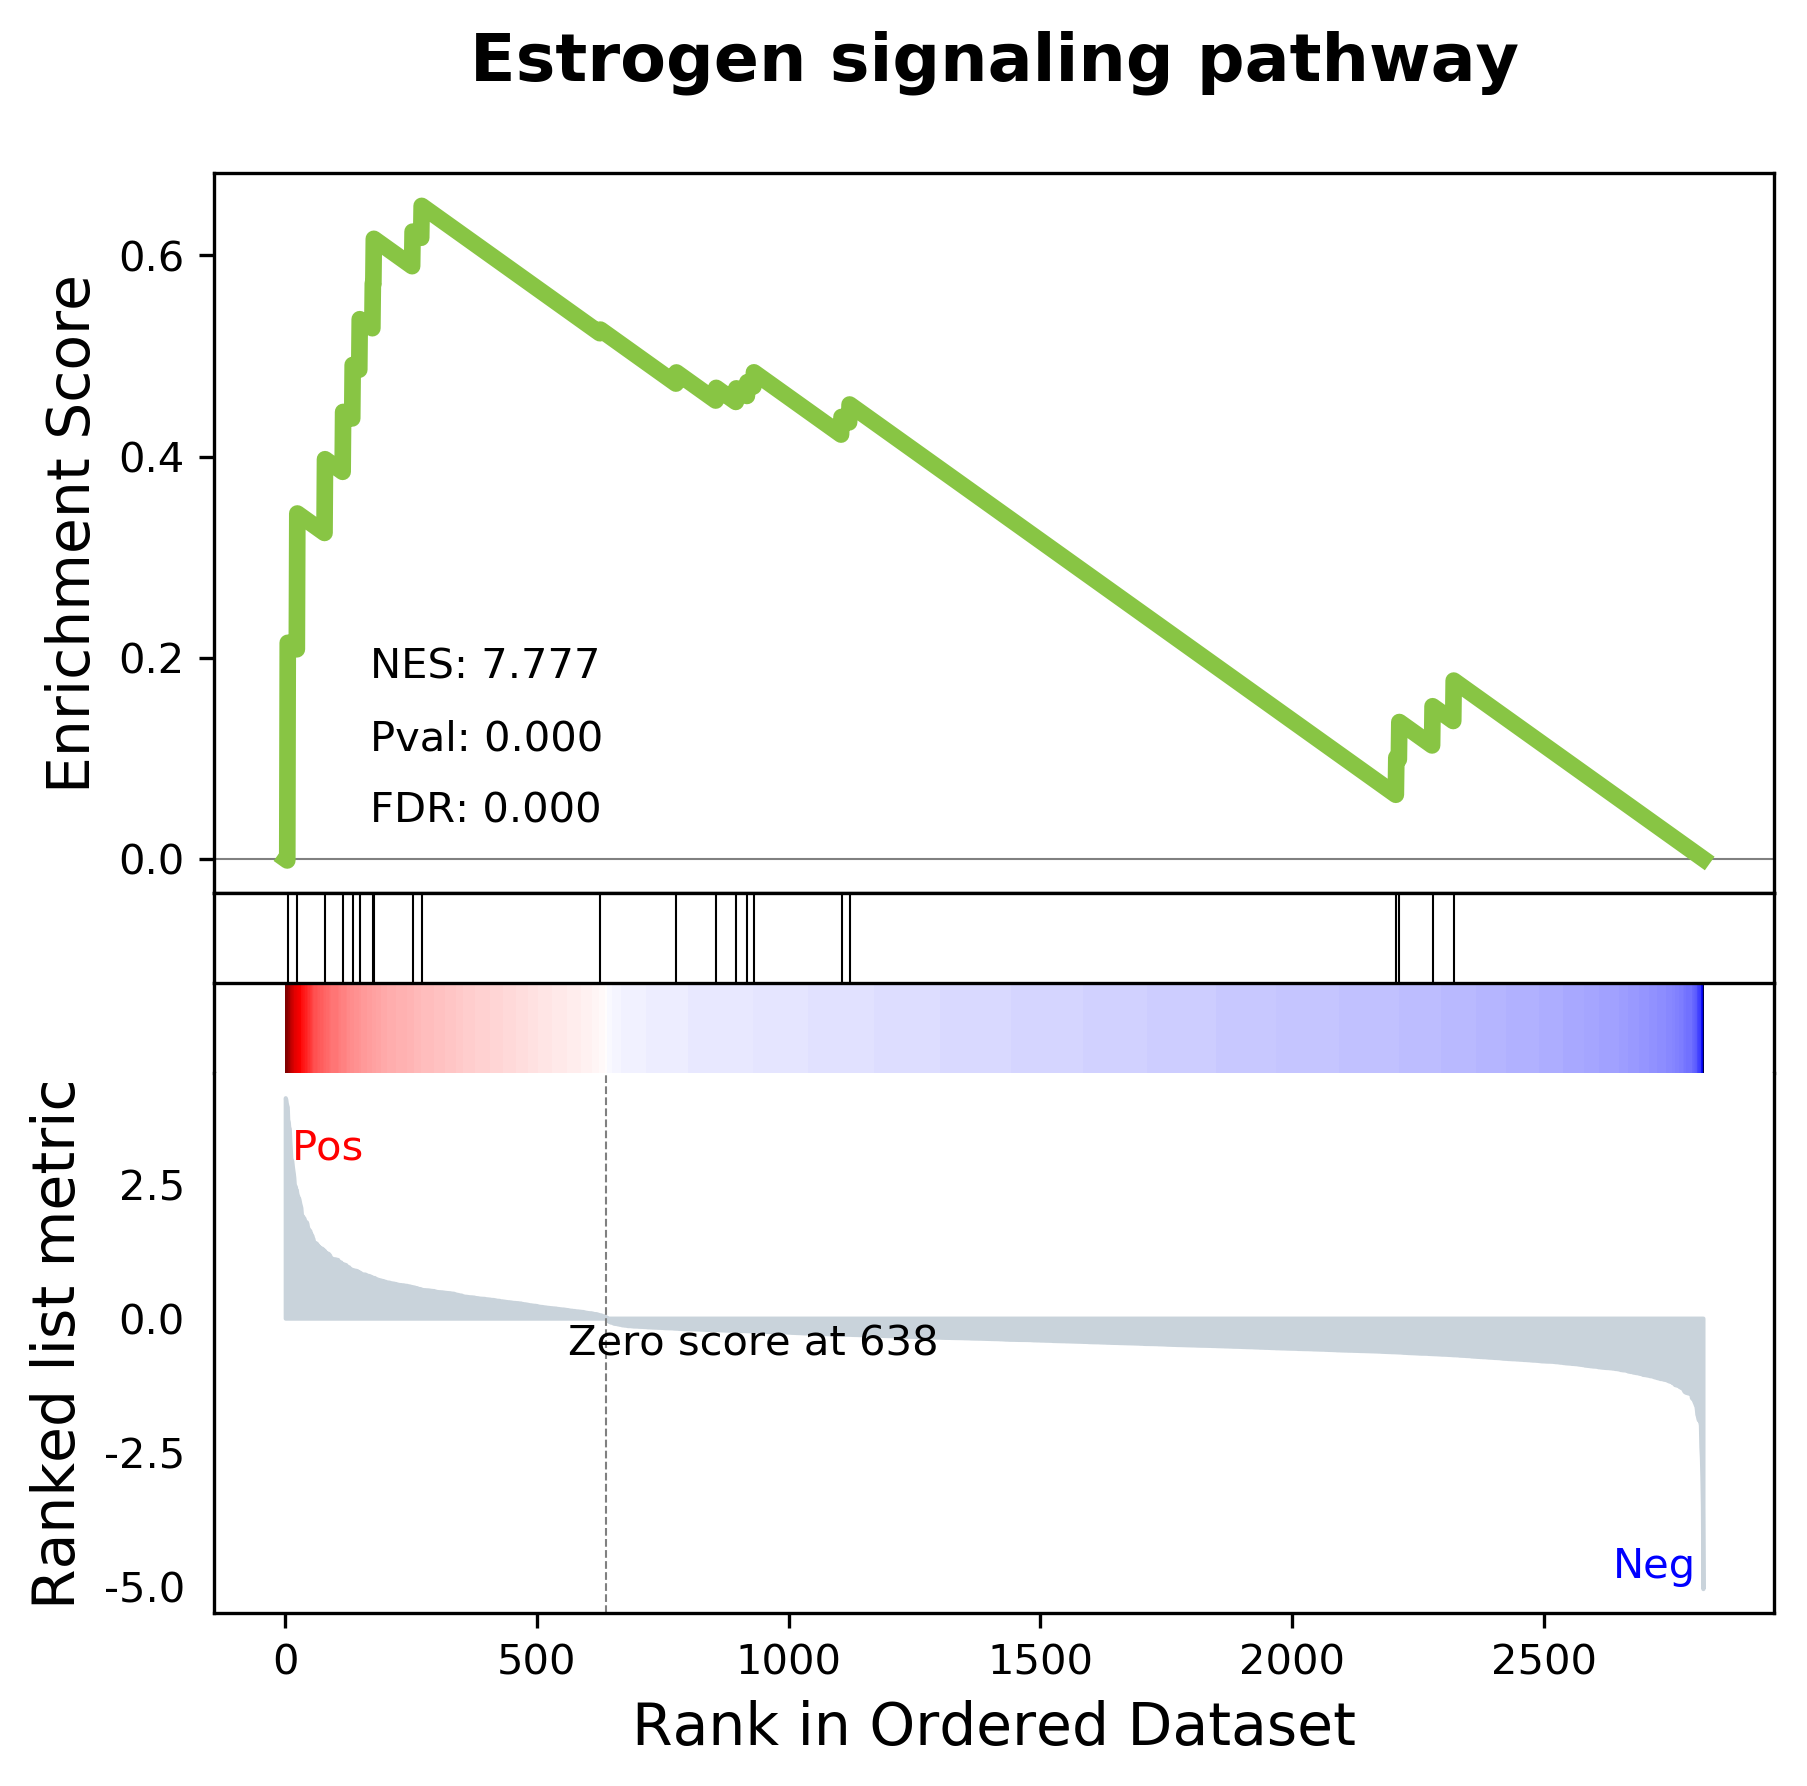 Estrogen signaling pathway
Enrichment Score
0.6
0.4
0.2
0.0
NES: 7.777
Pval: 0.000
FDR: 0.000
Ranked list metric
Pos
2.5
0.0
-2.5
-5.0
Zero score at 638
Neg
0 500 1000 1500 2000 2500
Rank in Ordered Dataset